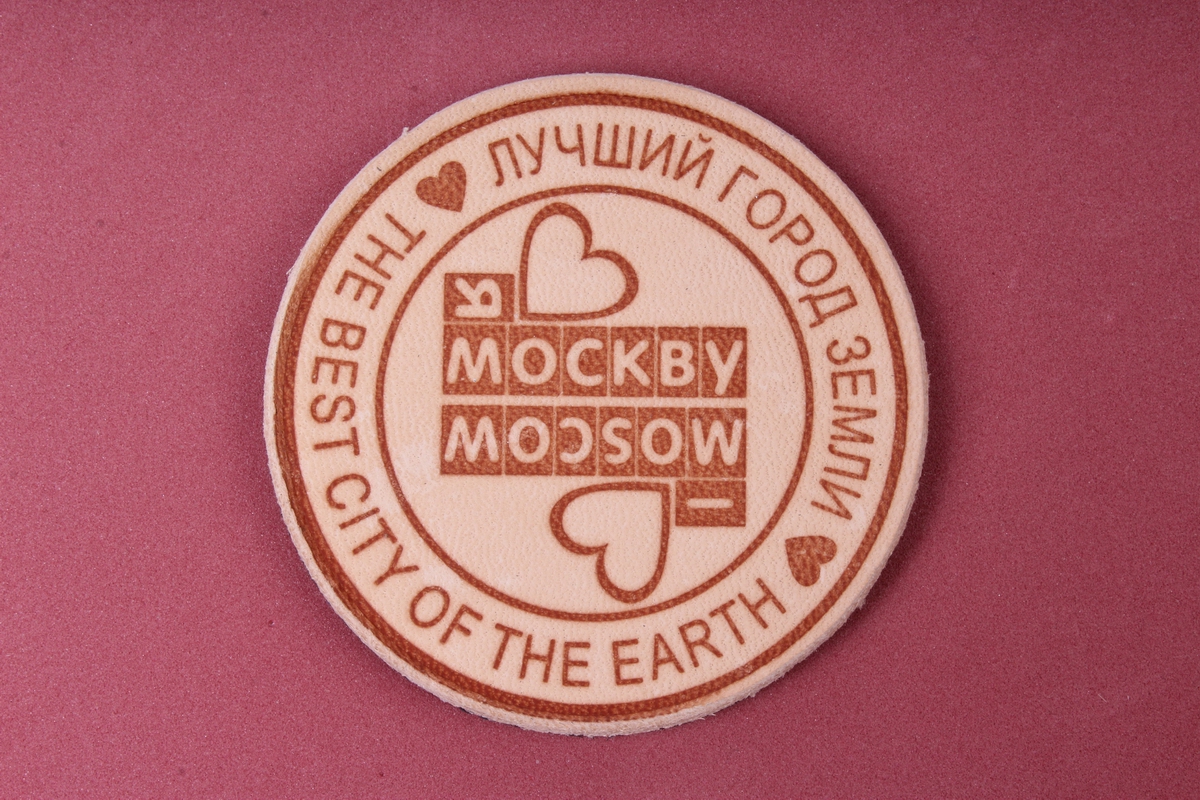 ЛУЧШИЙ ГОРОД ЗЕМЛИ
THE BEST CITY OF THE EARTH
Я
МОСКВУ
I
MOSCOW